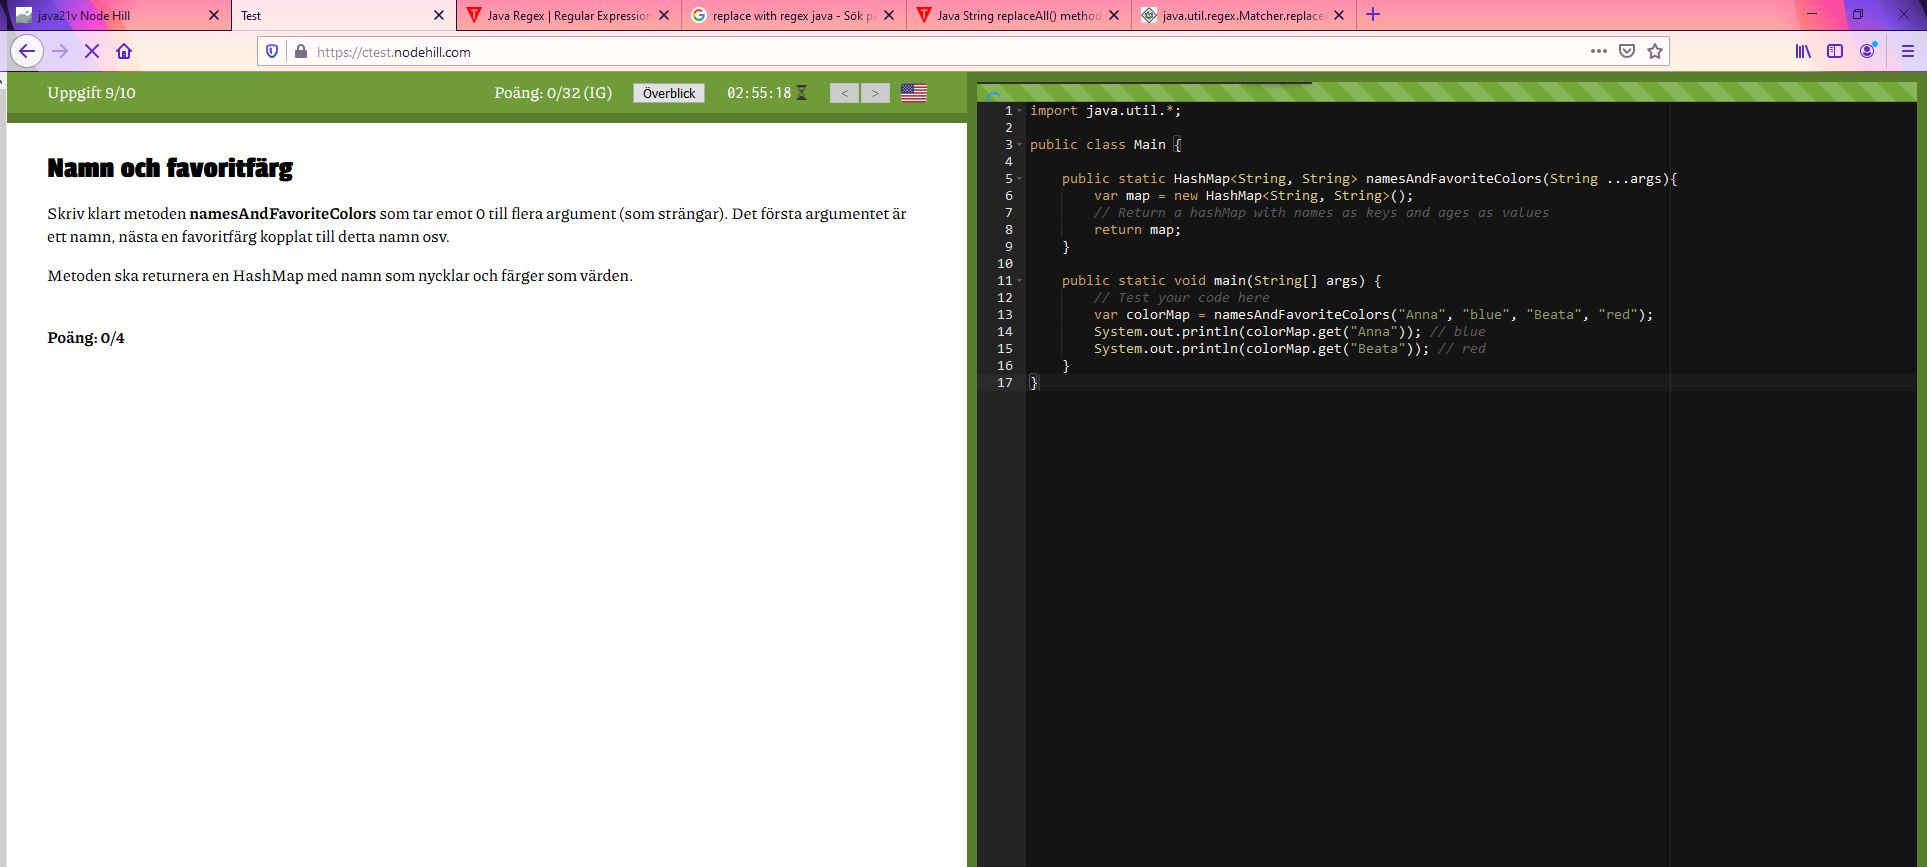 java21v Node Hill
Test
Java Regex | Regular Expression
replace with regex java - Sök på
Java String replaceAll() method
java.util.regex.Matcher.replace
https://ctest.nodehill.com
Uppgift 9/10
Poäng: 0/32 (IG)
Överblick
02:55:18
<
>
Namn och favoritfärg
Skriv klart metoden namesAndFavoriteColors som tar emot 0 till flera argument (som strängar). Det första argumentet är
ett namn, nästa en favoritfärg kopplat till detta namn osv.
Metoden ska returnera en HashMap med namn som nycklar och färger som värden.
Poäng: 0/4
1 import java.util.*;
2
3 public class Main {
4
5 public static HashMap<String, String> namesAndFavoriteColors(String ...args){
6 var map = new HashMap<String, String>();
7 // Return a hashMap with names as keys and ages as values
8 return map;
9 }
10
11 public static void main(String[] args) {
12 // Test your code here
13 var colorMap = namesAndFavoriteColors("Anna", "blue", "Beata", "red");
14 System.out.println(colorMap.get("Anna")); // blue
15 System.out.println(colorMap.get("Beata")); // red
16 }
17 }